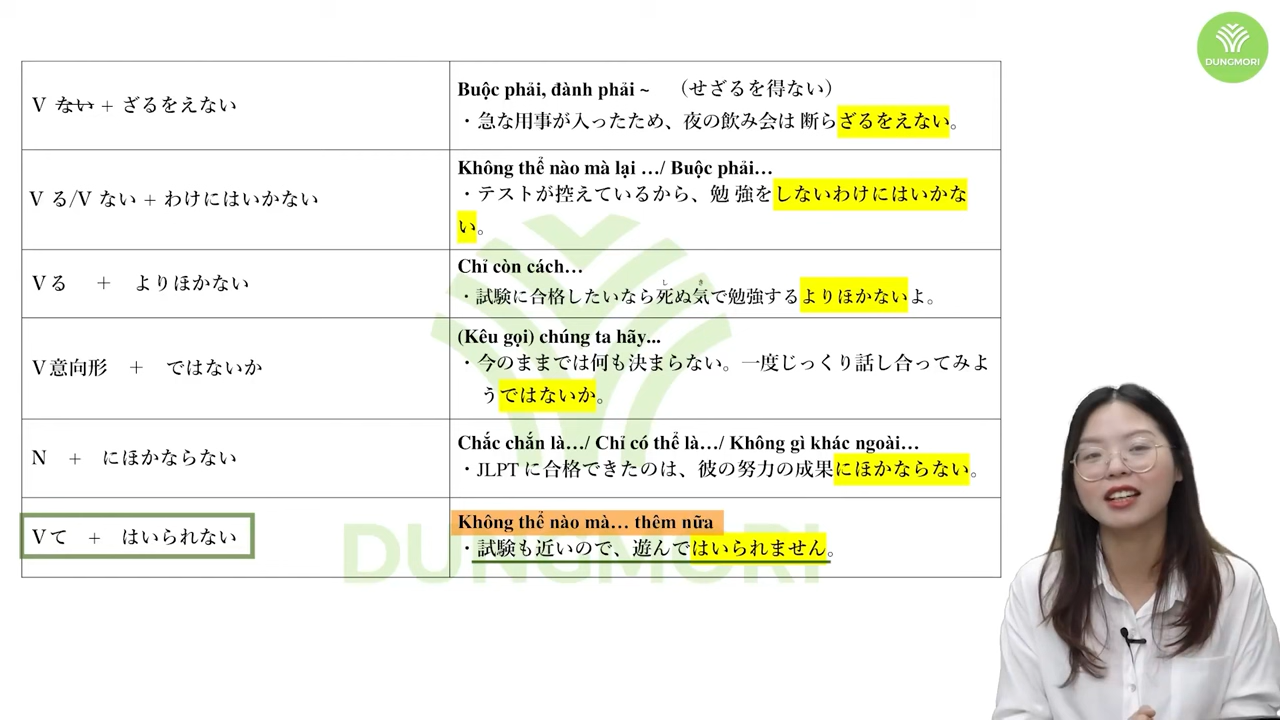 DUNGMORI
V ない + ざるをえない
Buộc phải, đành phải ~ （せざるを得ない）
・急な用事が入ったため、夜の飲み会は 断らざるをえない。
V る/V ない + わけにはいかない
Không thể nào mà lại …/ Buộc phải…
・テストが控えているから、勉 強をしないわけにはいかな
い。
Vる ＋ よりほかない
Chỉ còn cách…
し き
・試験に合格したいなら死ぬ気で勉強するよりほかないよ。
V意向形 ＋ ではないか
(Kêu gọi) chúng ta hãy...
・今のままでは何も決まらない。一度じっくり話し合ってみよ
うではないか。
N ＋ にほかならない
Chắc chắn là…/ Chỉ có thể là…/ Không gì khác ngoài…
・JLPT に合格できたのは、彼の努力の成果にほかならない。
Vて ＋ はいられない
Không thể nào mà… thêm nữa
・試験も近いので、遊んではいられません。
DUNGMORI